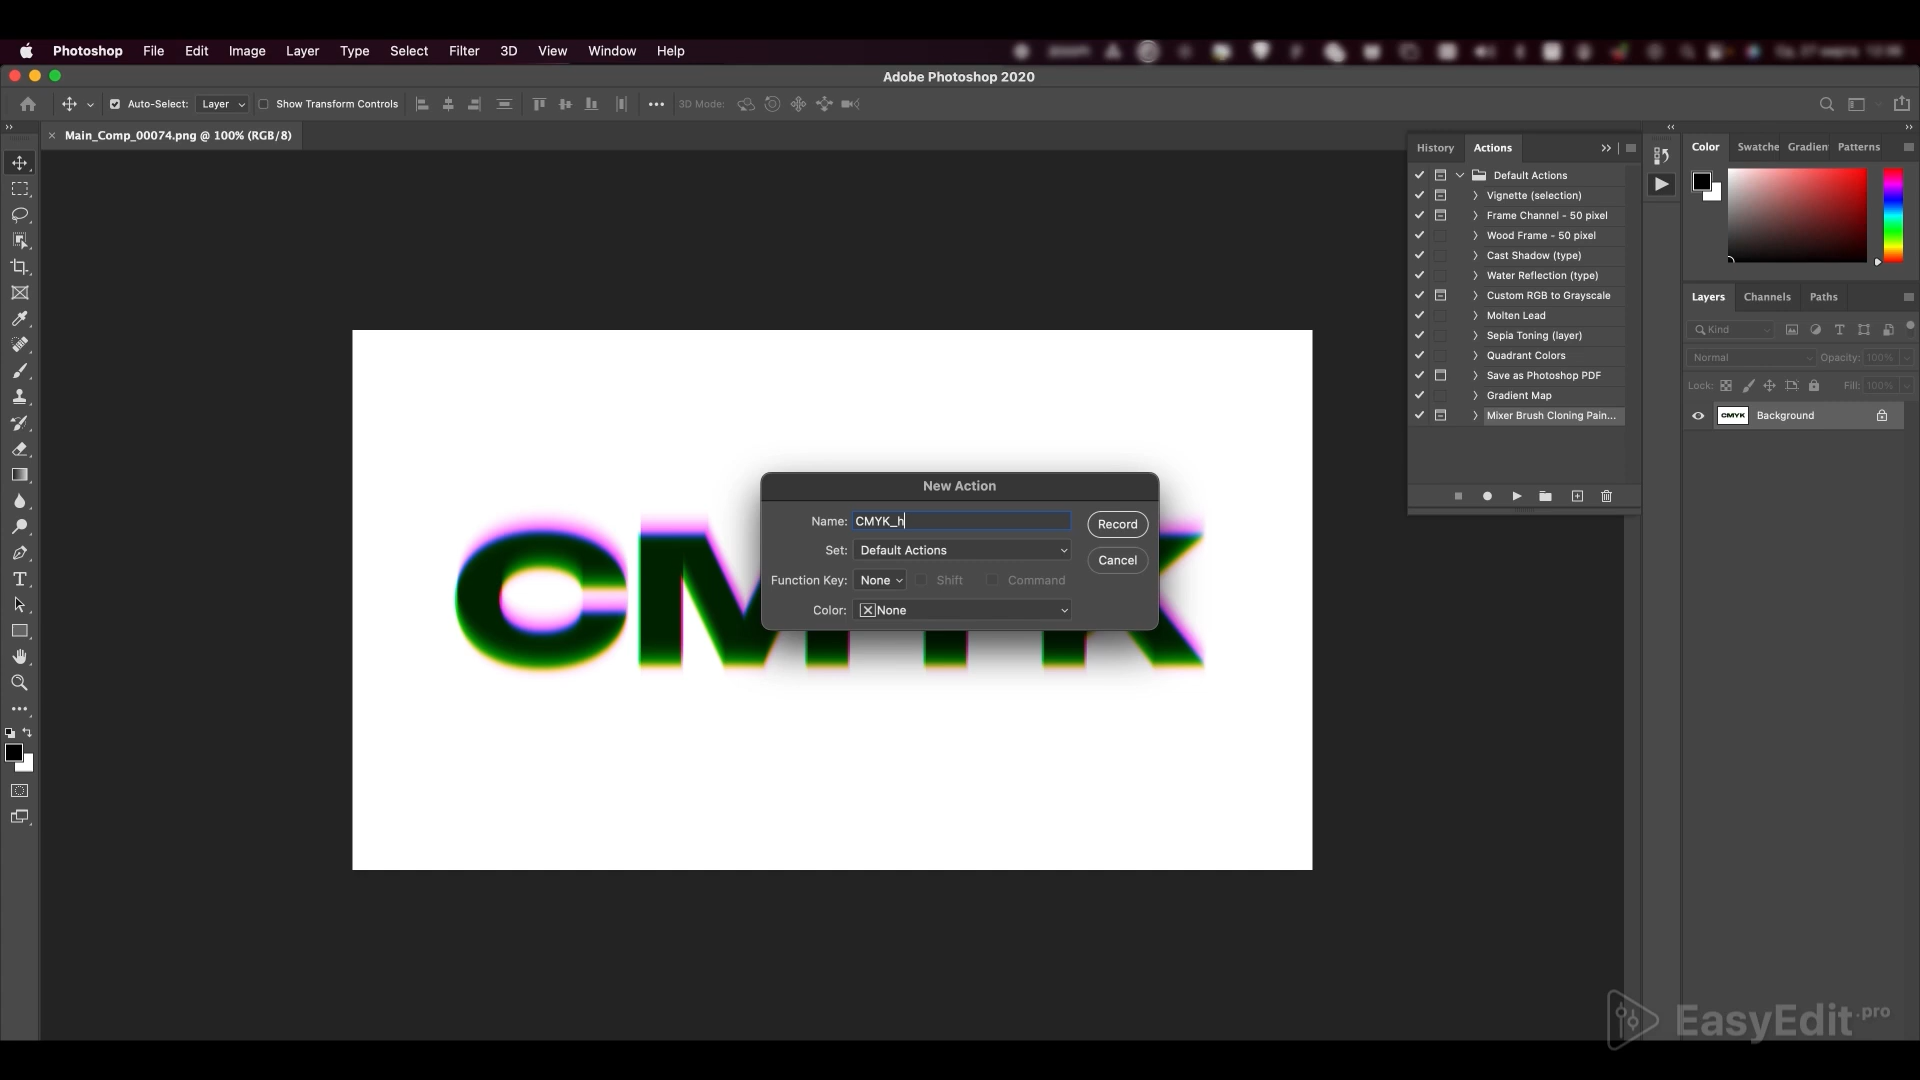 Photoshop File Edit Image Layer Type Select Filter 3D View Window Help
Adobe Photoshop 2020
Auto-Select: Layer Show Transform Controls 3D Mode:
Main_Comp_00074.png @ 100% (RGB/8)
History Actions
Default Actions
Vignette (selection)
Frame Channel - 50 pixel
Wood Frame - 50 pixel
Cast Shadow (type)
Water Reflection (type)
Custom RGB to Grayscale
Molten Lead
Sepia Toning (layer)
Quadrant Colors
Save as Photoshop PDF
Gradient Map
Mixer Brush Cloning Pain...
Color Swatche Gradien Patterns
Layers Channels Paths
Kind
Normal Opacity: 100%
Lock: Fill: 100%
CMYK Background
New Action
Name: CMYK_h
Record
Set: Default Actions
Cancel
Function Key: None Shift Command
Color: None
CMYK
EasyEdit.pro